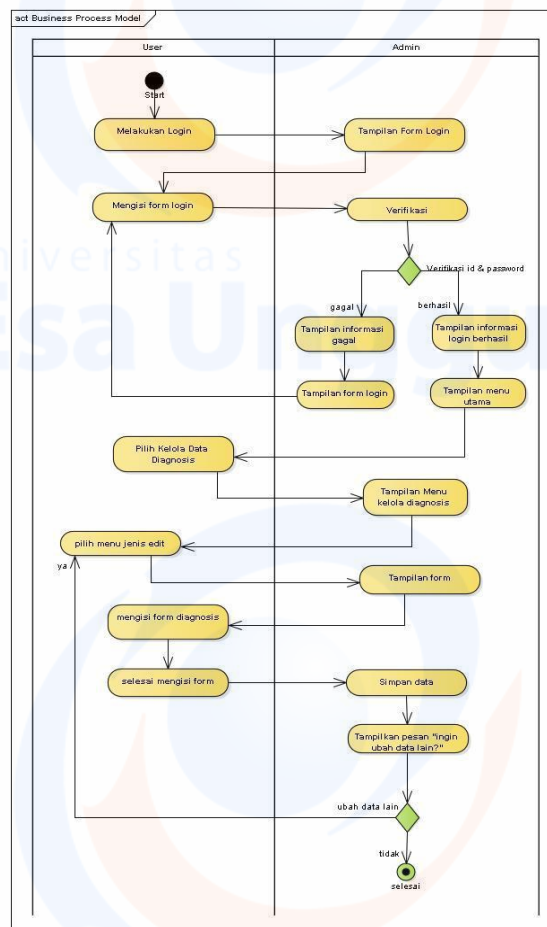 act Business Process Model
User
Admin
Start
Melakukan Login
Tampilan Form Login
Mengisi form login
Verifikasi
Verifikasi id & password
gagal
berhasil
Tampilan informasi
gagal
Tampilan informasi
login berhasil
Tampilan form login
Tampilan menu
utama
Pilih Kelola Data
Diagnosis
Tampilan Menu
kelola diagnosis
pilih menu jenis edit
ya
Tampilan form
mengisi form diagnosis
selesai mengisi form
Simpan data
Tampilkan pesan "ingin
ubah data lain?"
ubah data lain
tidak
selesai
niversitas
Esa Unggu